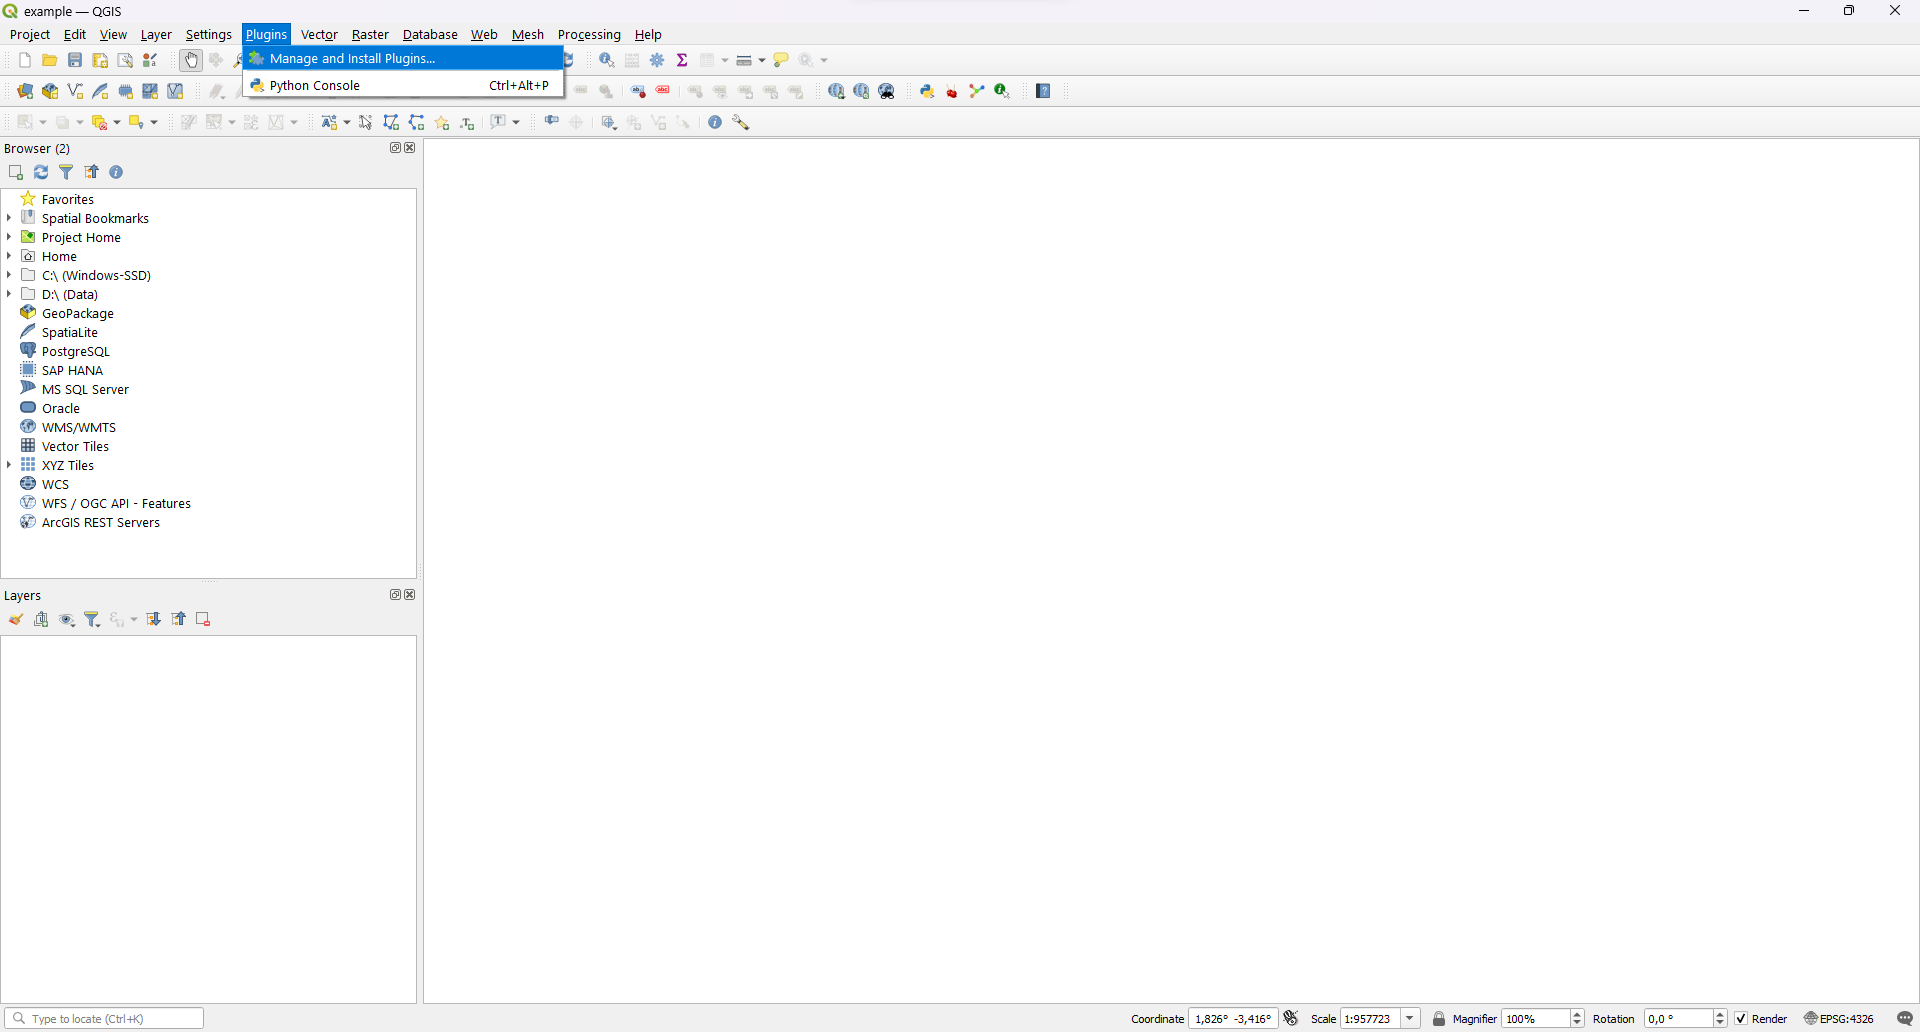 example — QGIS
Project Edit View Layer Settings Plugins Vector Raster Database Web Mesh Processing Help
Manage and Install Plugins...
Python Console Ctrl+Alt+P
Browser (2)
Favorites
Spatial Bookmarks
Project Home
Home
C:\ (Windows-SSD)
D:\ (Data)
GeoPackage
SpatiaLite
PostgreSQL
SAP HANA
MS SQL Server
Oracle
WMS/WMTS
Vector Tiles
XYZ Tiles
WCS
WFS / OGC API - Features
ArcGIS REST Servers
Layers
Type to locate (Ctrl+K) Coordinate 1,826° -3,416° Scale 1:957723 Magnifier 100% Rotation 0,0 ° Render EPSG:4326